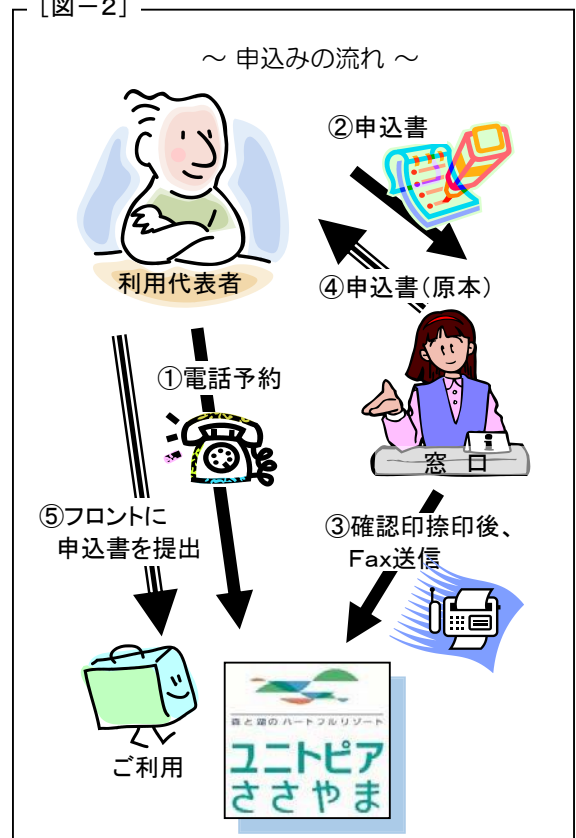 [図－2]
～ 申込みの流れ ～
②申込書
利用代表者
④申込書（原本）
①電話予約
窓 口
⑤フロントに
申込書を提出
③確認印捺印後、
Fax送信
ご利用
森と湖のハートフルリゾート
ユニトピア
ささやま